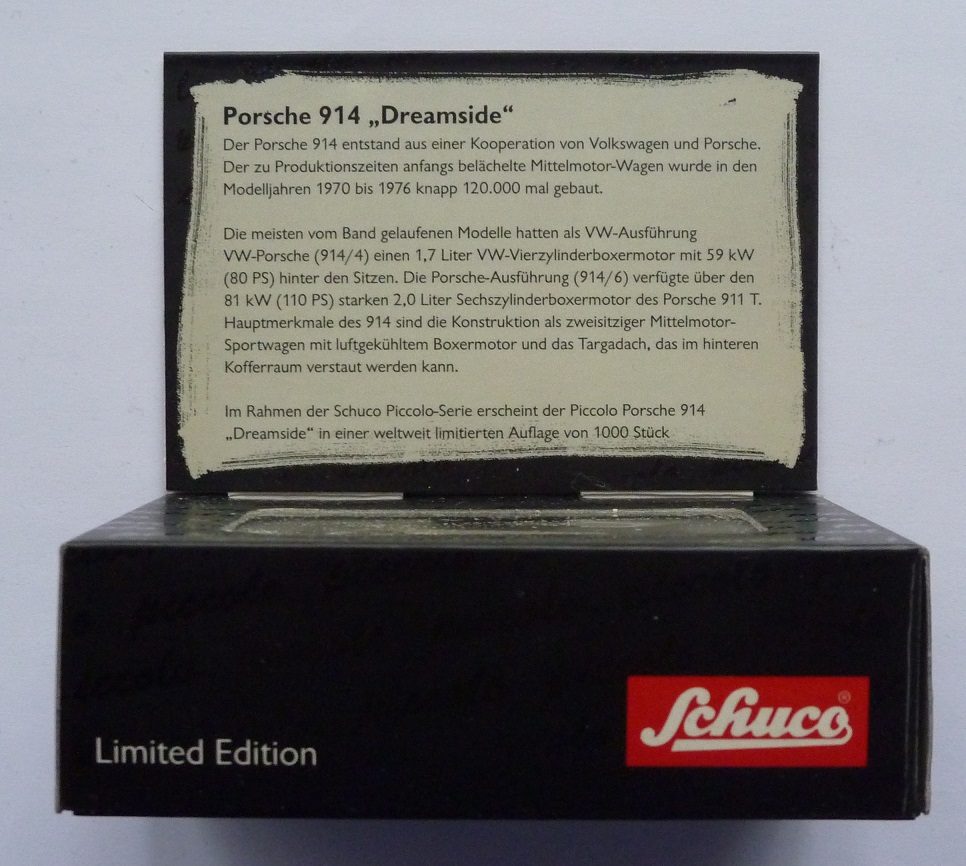 Porsche 914 „Dreamside“
Der Porsche 914 entstand aus einer Kooperation von Volkswagen und Porsche.
Der zu Produktionszeiten anfangs belächelte Mittelmotor-Wagen wurde in den
Modelljahren 1970 bis 1976 knapp 120.000 mal gebaut.
Die meisten vom Band gelaufenen Modelle hatten als VW-Ausführung
VW-Porsche (914/4) einen 1,7 Liter VW-Vierzylinderboxermotor mit 59 kW
(80 PS) hinter den Sitzen. Die Porsche-Ausführung (914/6) verfügte über den
81 kW (110 PS) starken 2,0 Liter Sechszylinderboxermotor des Porsche 911 T.
Hauptmerkmale des 914 sind die Konstruktion als zweisitziger Mittelmotor-
Sportwagen mit luftgekühltem Boxermotor und das Targadach, das im hinteren
Kofferraum verstaut werden kann.
Im Rahmen der Schuco Piccolo-Serie erscheint der Piccolo Porsche 914
„Dreamside“ in einer weltweit limitierten Auflage von 1000 Stück
Schuco®
Limited Edition